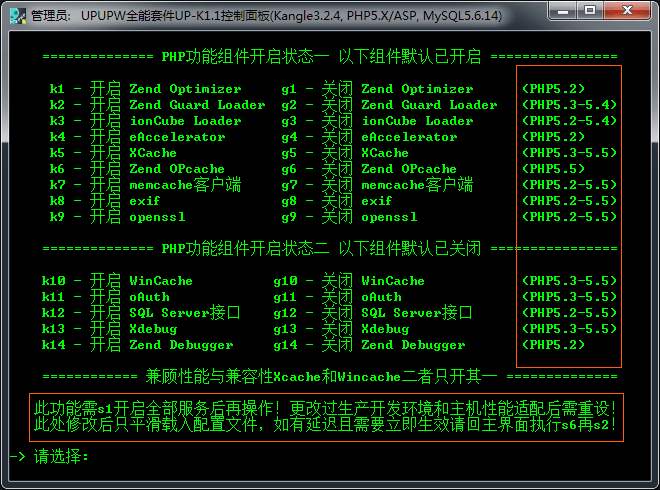 管理员: UPUPW全能套件UP-K1.1控制面板(Kangle3.2.4, PHP5.X/ASP, MySQL5.6.14)
============== PHP功能组件开启状态一 以下组件默认已开启 ================
k1 - 开启 Zend Optimizer g1 - 关闭 Zend Optimizer (PHP5.2)
k2 - 开启 Zend Guard Loader g2 - 关闭 Zend Guard Loader (PHP5.3-5.4)
k3 - 开启 ionCube Loader g3 - 关闭 ionCube Loader (PHP5.2-5.4)
k4 - 开启 eAccelerator g4 - 关闭 eAccelerator (PHP5.2)
k5 - 开启 XCache g5 - 关闭 XCache (PHP5.3-5.5)
k6 - 开启 Zend OPcache g6 - 关闭 Zend OPcache (PHP5.5)
k7 - 开启 memcache客户端 g7 - 关闭 memcache客户端 (PHP5.2-5.5)
k8 - 开启 exif g8 - 关闭 exif (PHP5.2-5.5)
k9 - 开启 openssl g9 - 关闭 openssl (PHP5.2-5.5)
============== PHP功能组件开启状态二 以下组件默认已关闭 ================
k10 - 开启 WinCache g10 - 关闭 WinCache (PHP5.3-5.5)
k11 - 开启 oAuth g11 - 关闭 oAuth (PHP5.3-5.5)
k12 - 开启 SQL Server接口 g12 - 关闭 SQL Server接口 (PHP5.2-5.5)
k13 - 开启 Xdebug g13 - 关闭 Xdebug (PHP5.3-5.5)
k14 - 开启 Zend Debugger g14 - 关闭 Zend Debugger (PHP5.2)
============ 兼顾性能与兼容性Xcache和Wincache二者只开其一 ==============
此功能需s1开启全部服务后再操作! 更改过生产开发环境和主机性能适配后需重设!
此处修改后只平滑载入配置文件, 如有延迟且需要立即生效请回主界面执行s6再s2!
-> 请选择: